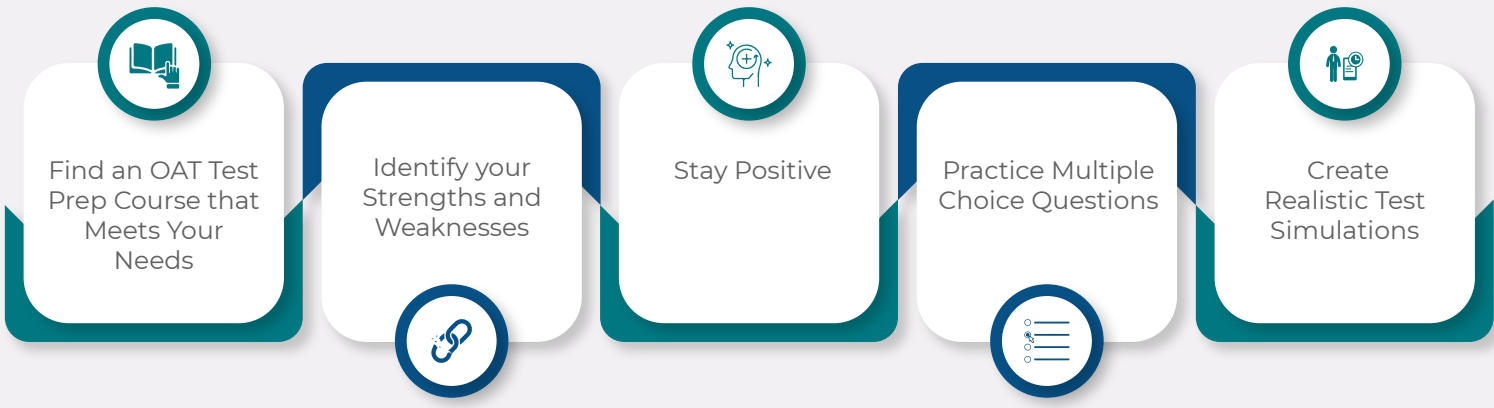 Find an OAT Test
Prep Course that
Meets Your
Needs
Identify your
Strengths and
Weaknesses
Stay Positive
Practice Multiple
Choice Questions
Create
Realistic Test
Simulations